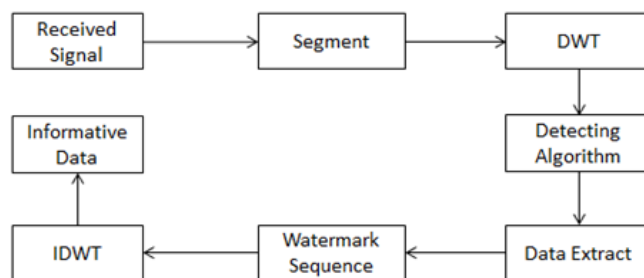 Received
Signal
Segment
DWT
Detecting
Algorithm
Data Extract
Watermark
Sequence
IDWT
Informative
Data